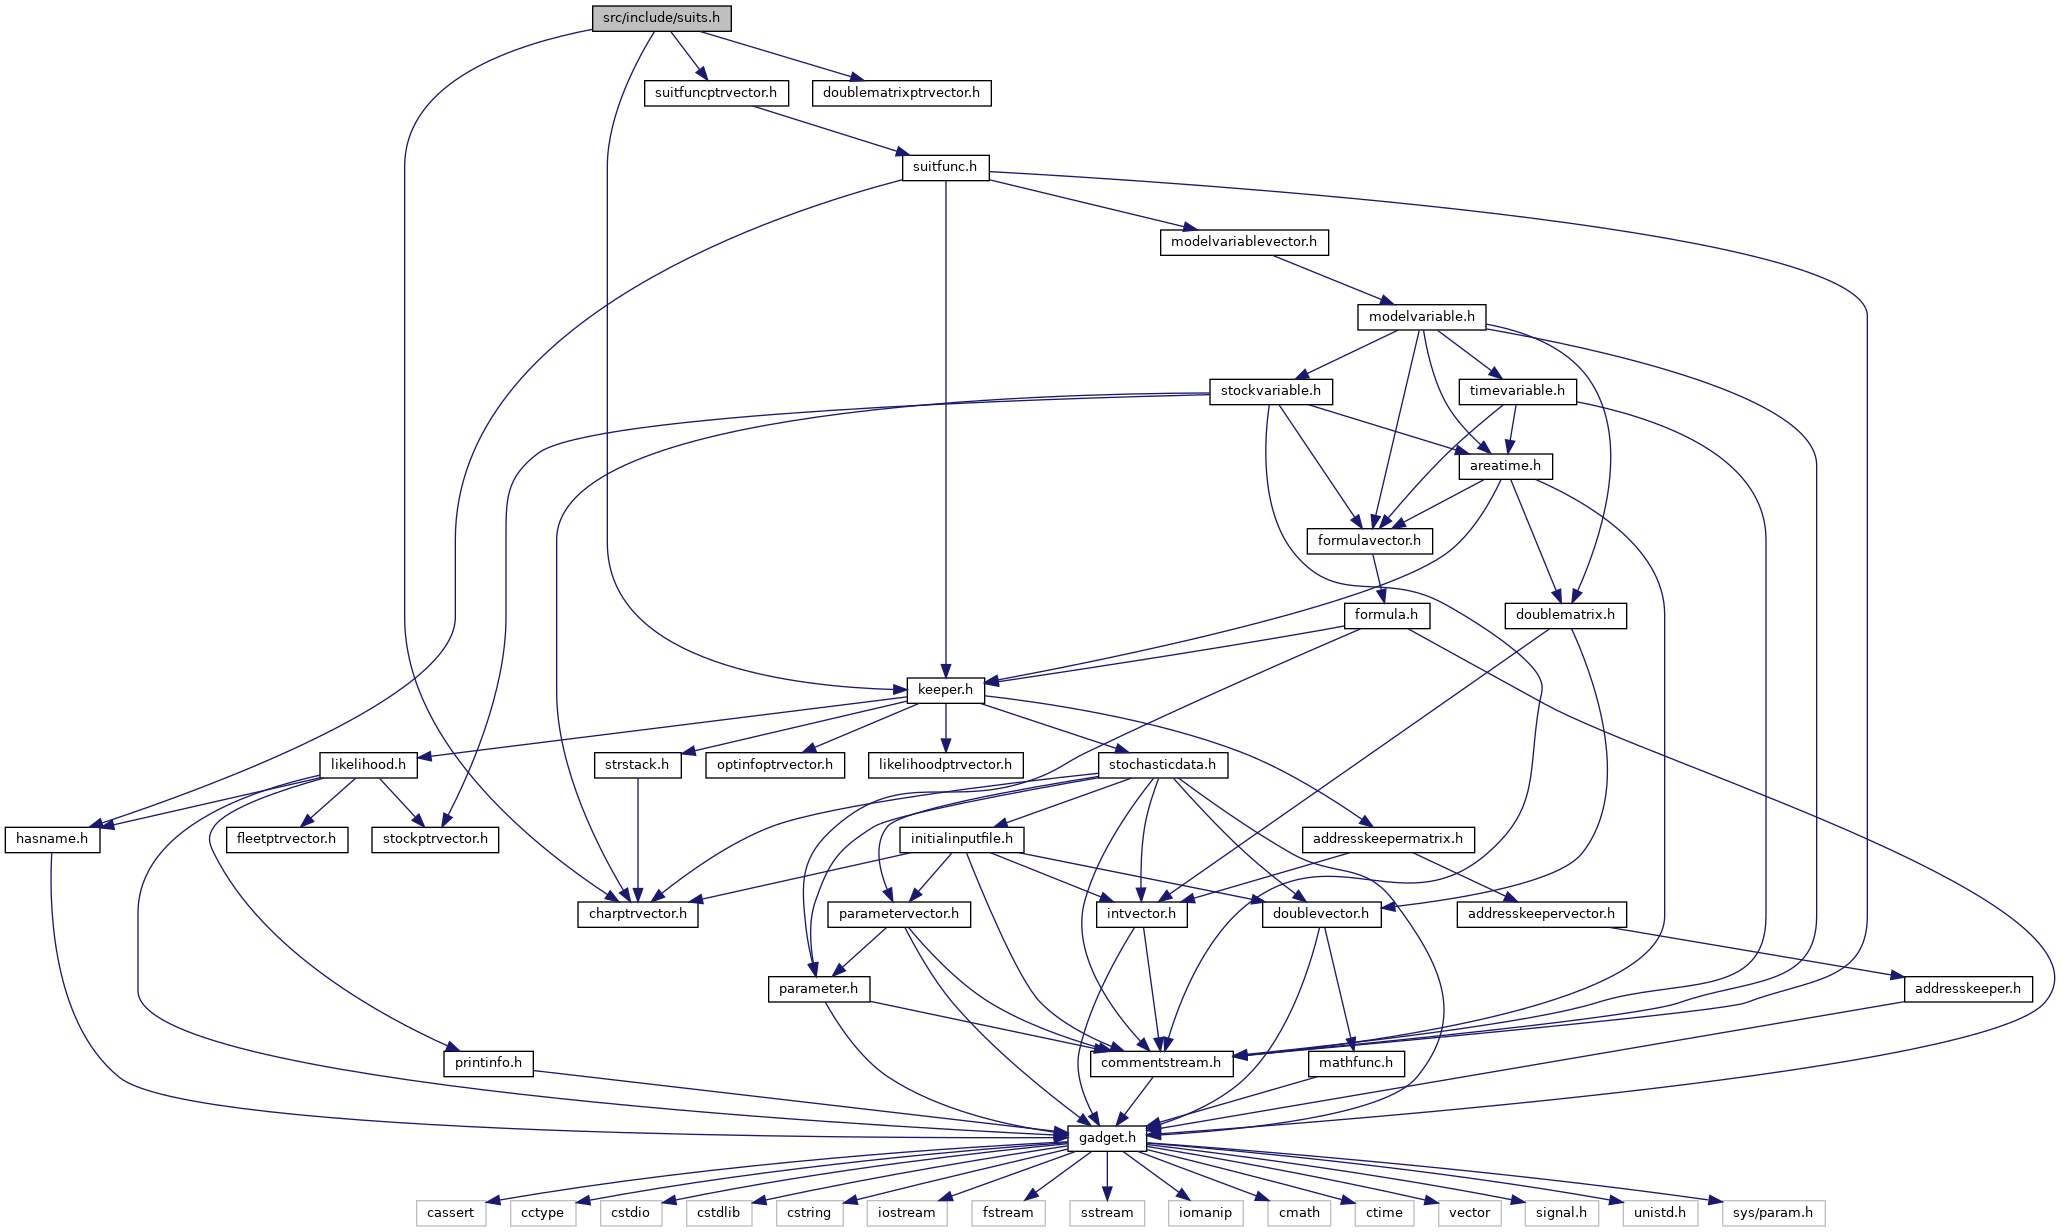 src/include/suits.h
suitfuncptrvector.h
doublematrixptrvector.h
suitfunc.h
modelvariablevector.h
modelvariable.h
stockvariable.h
timevariable.h
areatime.h
formulavector.h
formula.h
doublematrix.h
keeper.h
likelihood.h
strstack.h
optinfoptrvector.h
likelihoodptrvector.h
stochasticdata.h
hasname.h
fleetptrvector.h
stockptrvector.h
initialinputfile.h
addresskeepermatrix.h
charptrvector.h
parametervector.h
intvector.h
doublevector.h
addresskeepervector.h
parameter.h
addresskeeper.h
printinfo.h
commentstream.h
mathfunc.h
gadget.h
cassert
cctype
cstdio
cstdlib
cstring
iostream
fstream
sstream
iomanip
cmath
ctime
vector
signal.h
unistd.h
sys/param.h